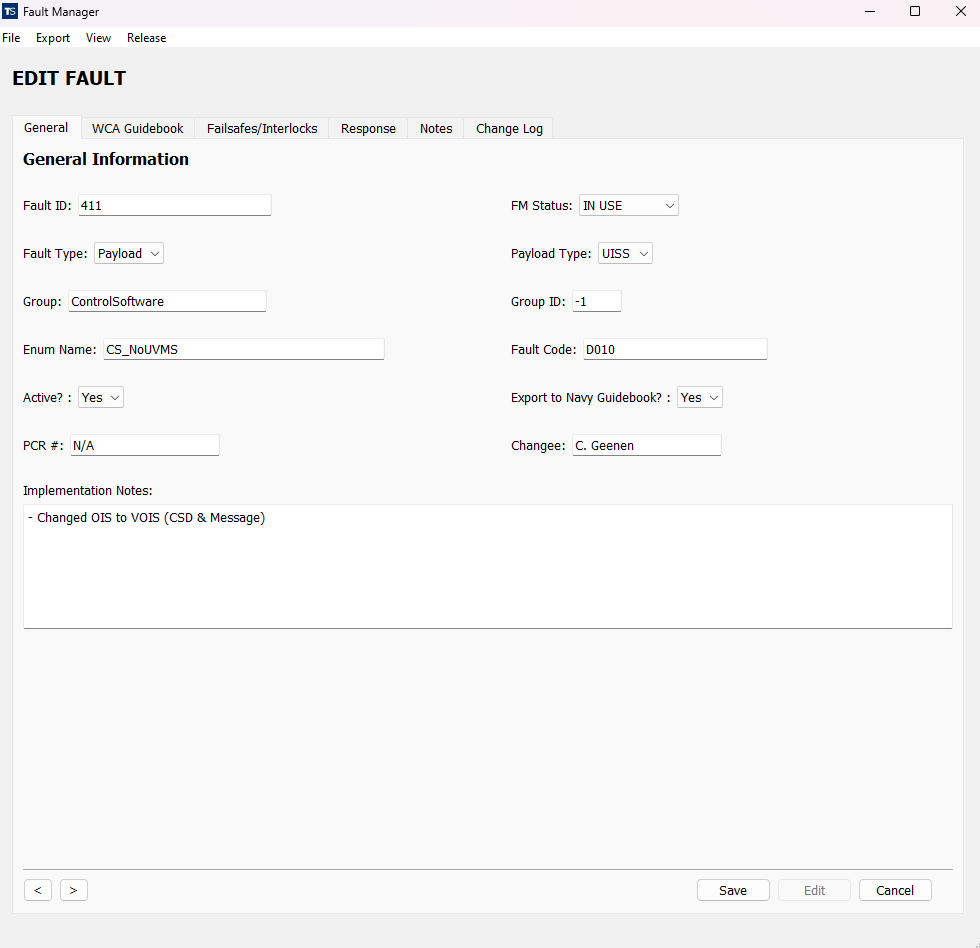 TS Fault Manager
File Export View Release
EDIT FAULT
General WCA Guidebook Failsafes/Interlocks Response Notes Change Log
General Information
Fault ID: 411 FM Status: IN USE
Fault Type: Payload Payload Type: UISS
Group: ControlSoftware Group ID: -1
Enum Name: CS_NoUVMS Fault Code: D010
Active? : Yes Export to Navy Guidebook? : Yes
PCR #: N/A Changee: C. Geenen
Implementation Notes:
- Changed OIS to VOIS (CSD & Message)
< > Save Edit Cancel